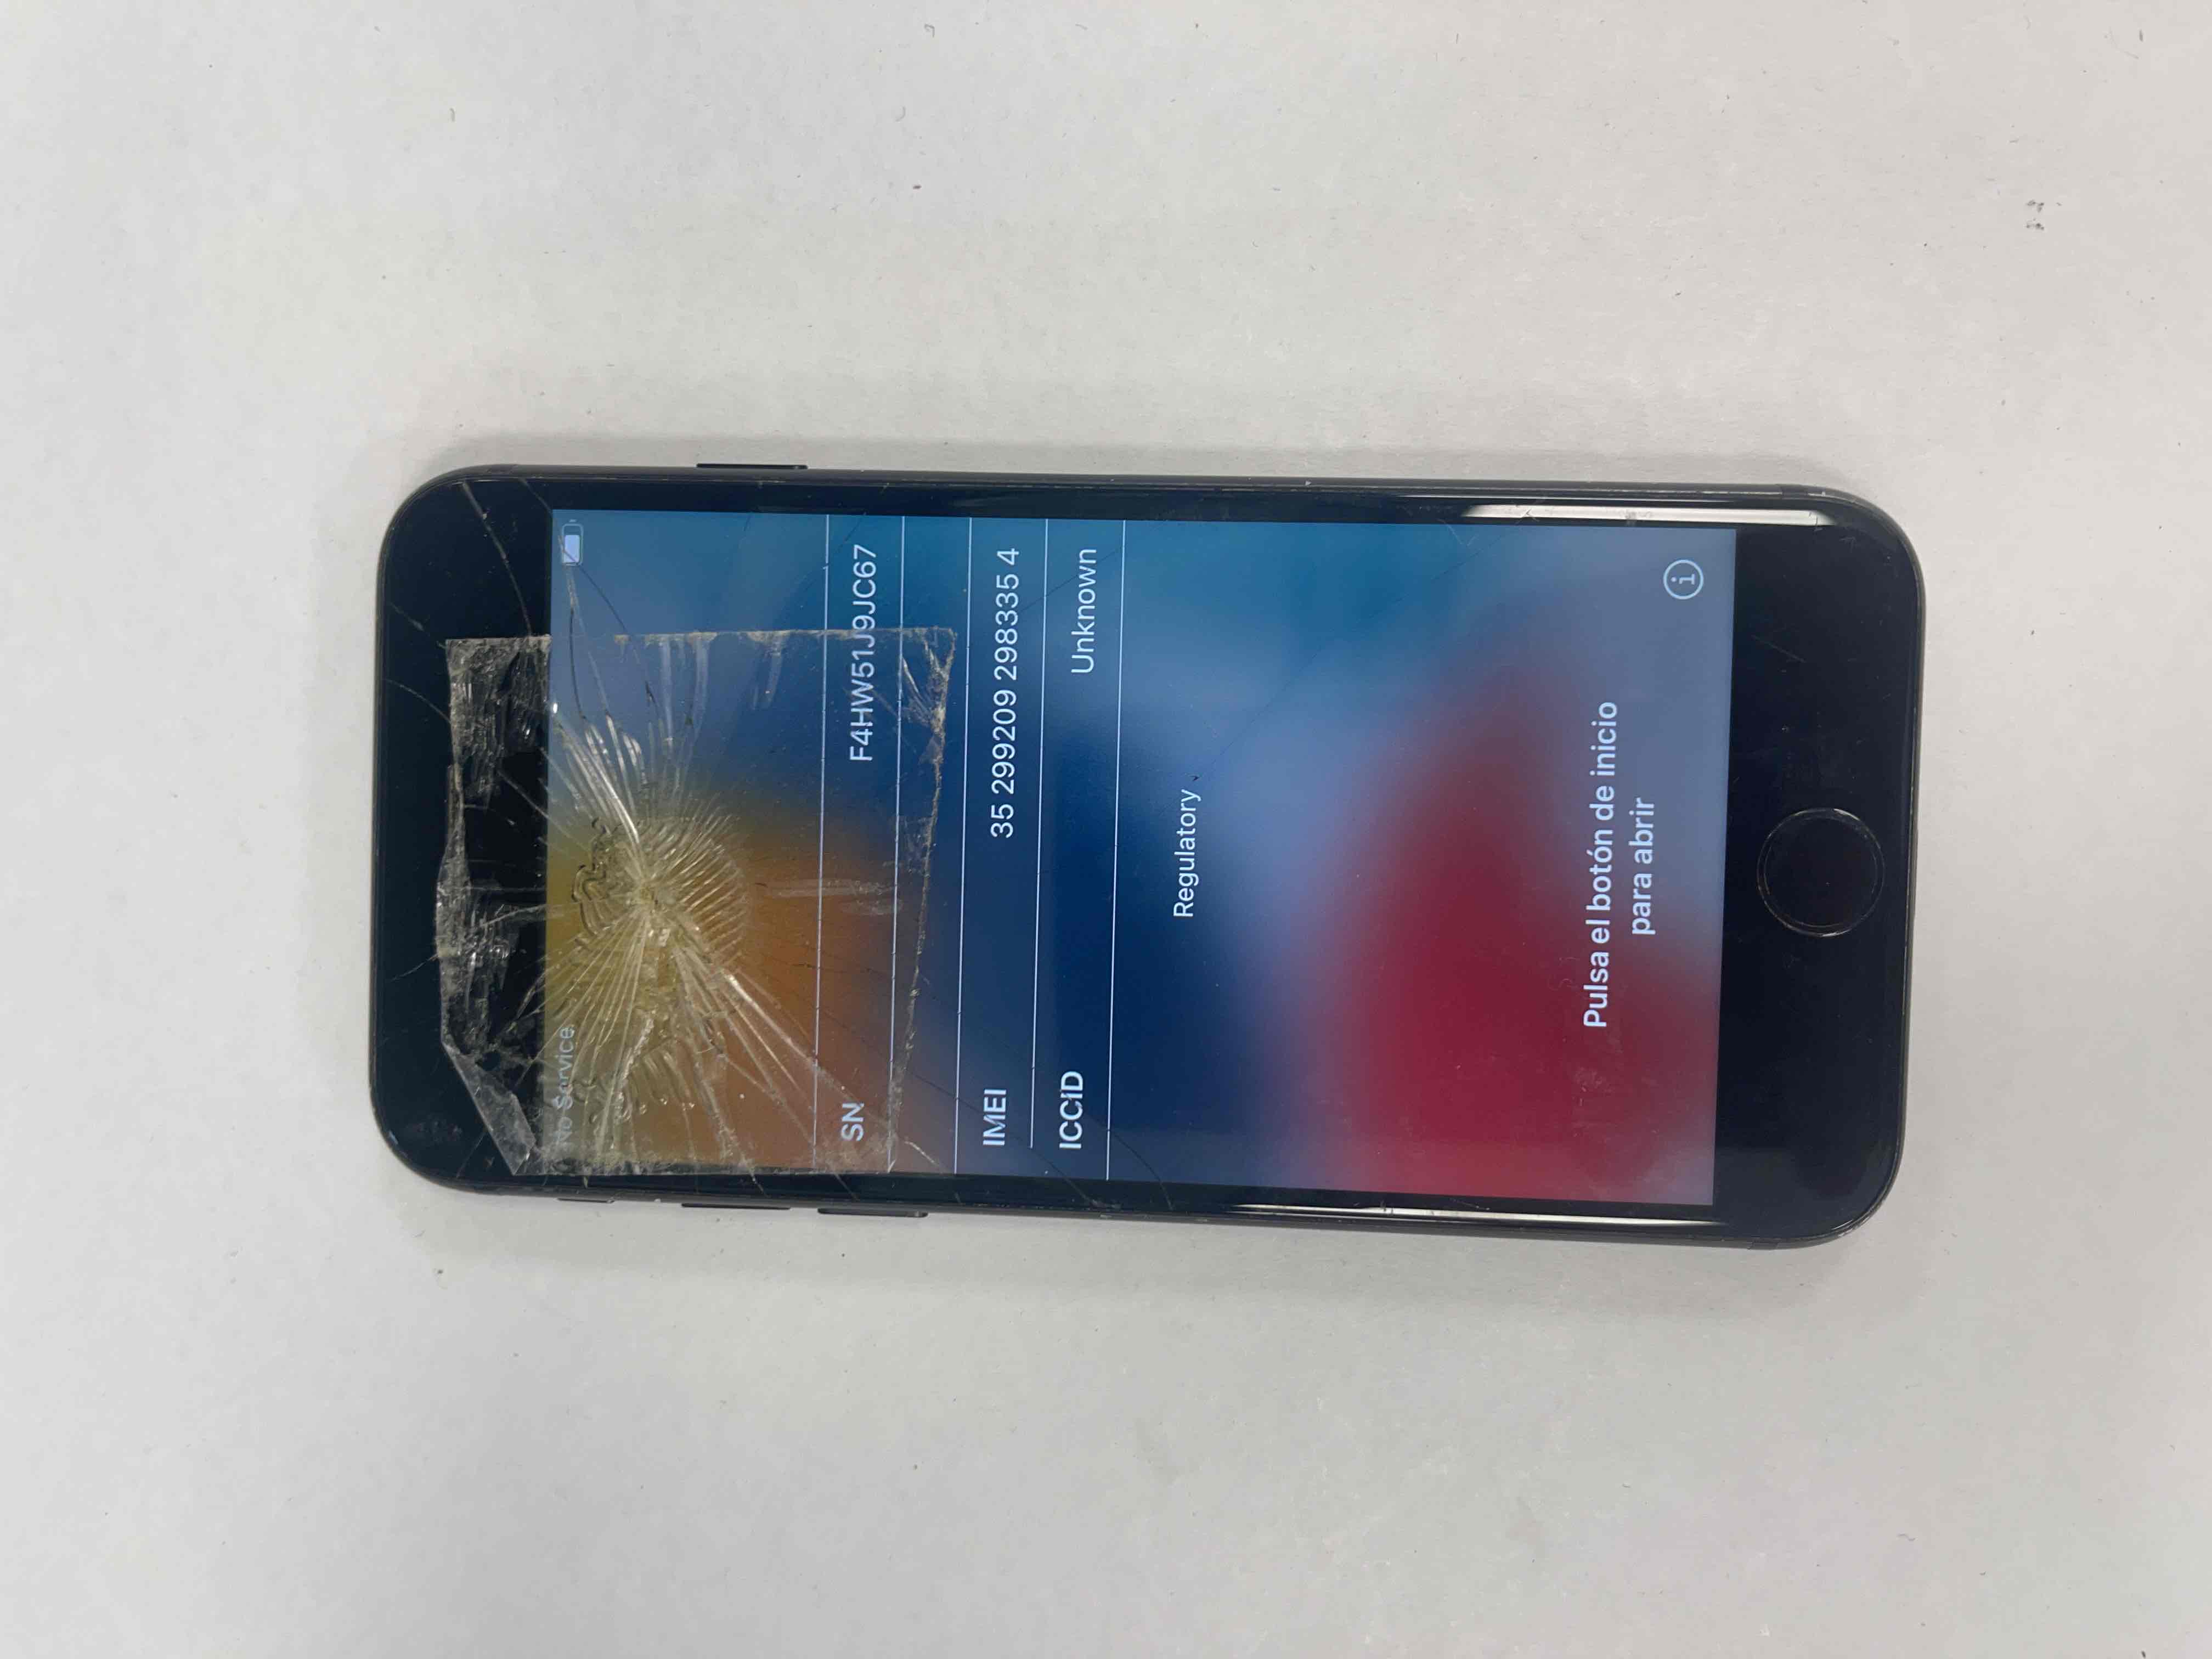 No Service
SN F4HW51J9JC67
IMEI 35 299209 298335 4
ICCID Unknown
Regulatory
Pulsa el botón de inicio
para abrir